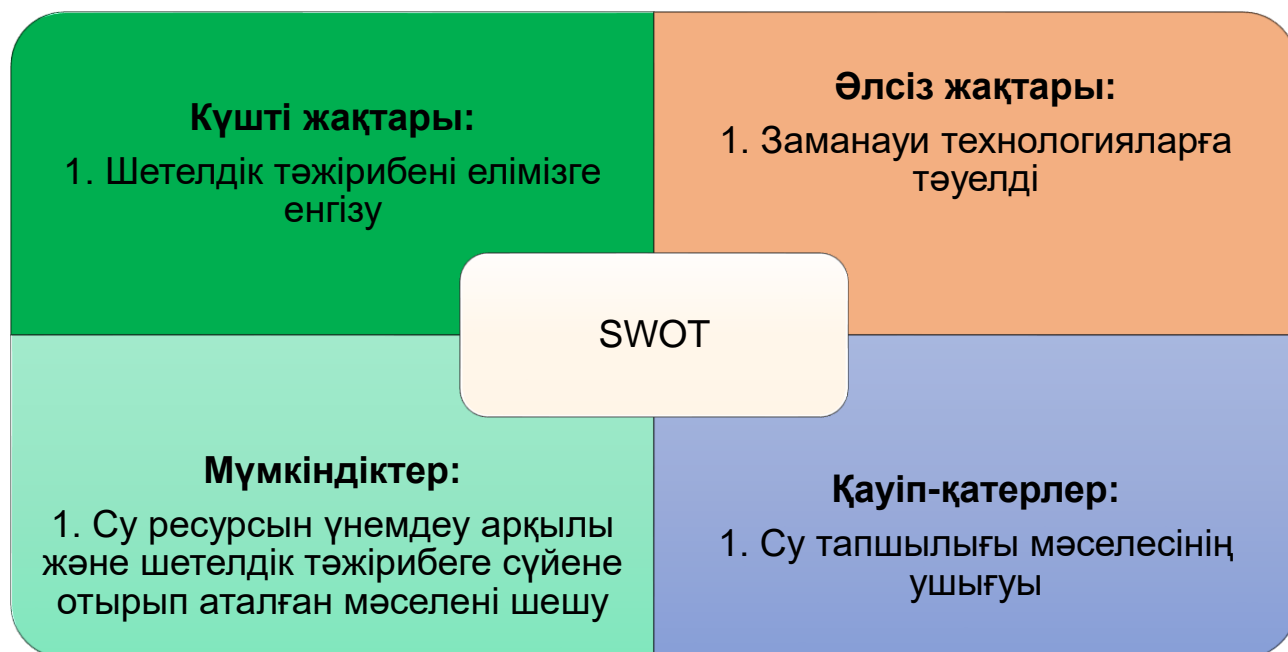 Күшті жақтары:
1. Шетелдік тәжірибені елімізге
енгізу
Әлсіз жақтары:
1. Заманауи технологияларға
тәуелді
SWOT
Мүмкіндіктер:
1. Су ресурсын үнемдеу арқылы
және шетелдік тәжірибеге сүйене
отырып аталған мәселені шешу
Қауіп-қатерлер:
1. Су тапшылығы мәселесінің
ушығуы